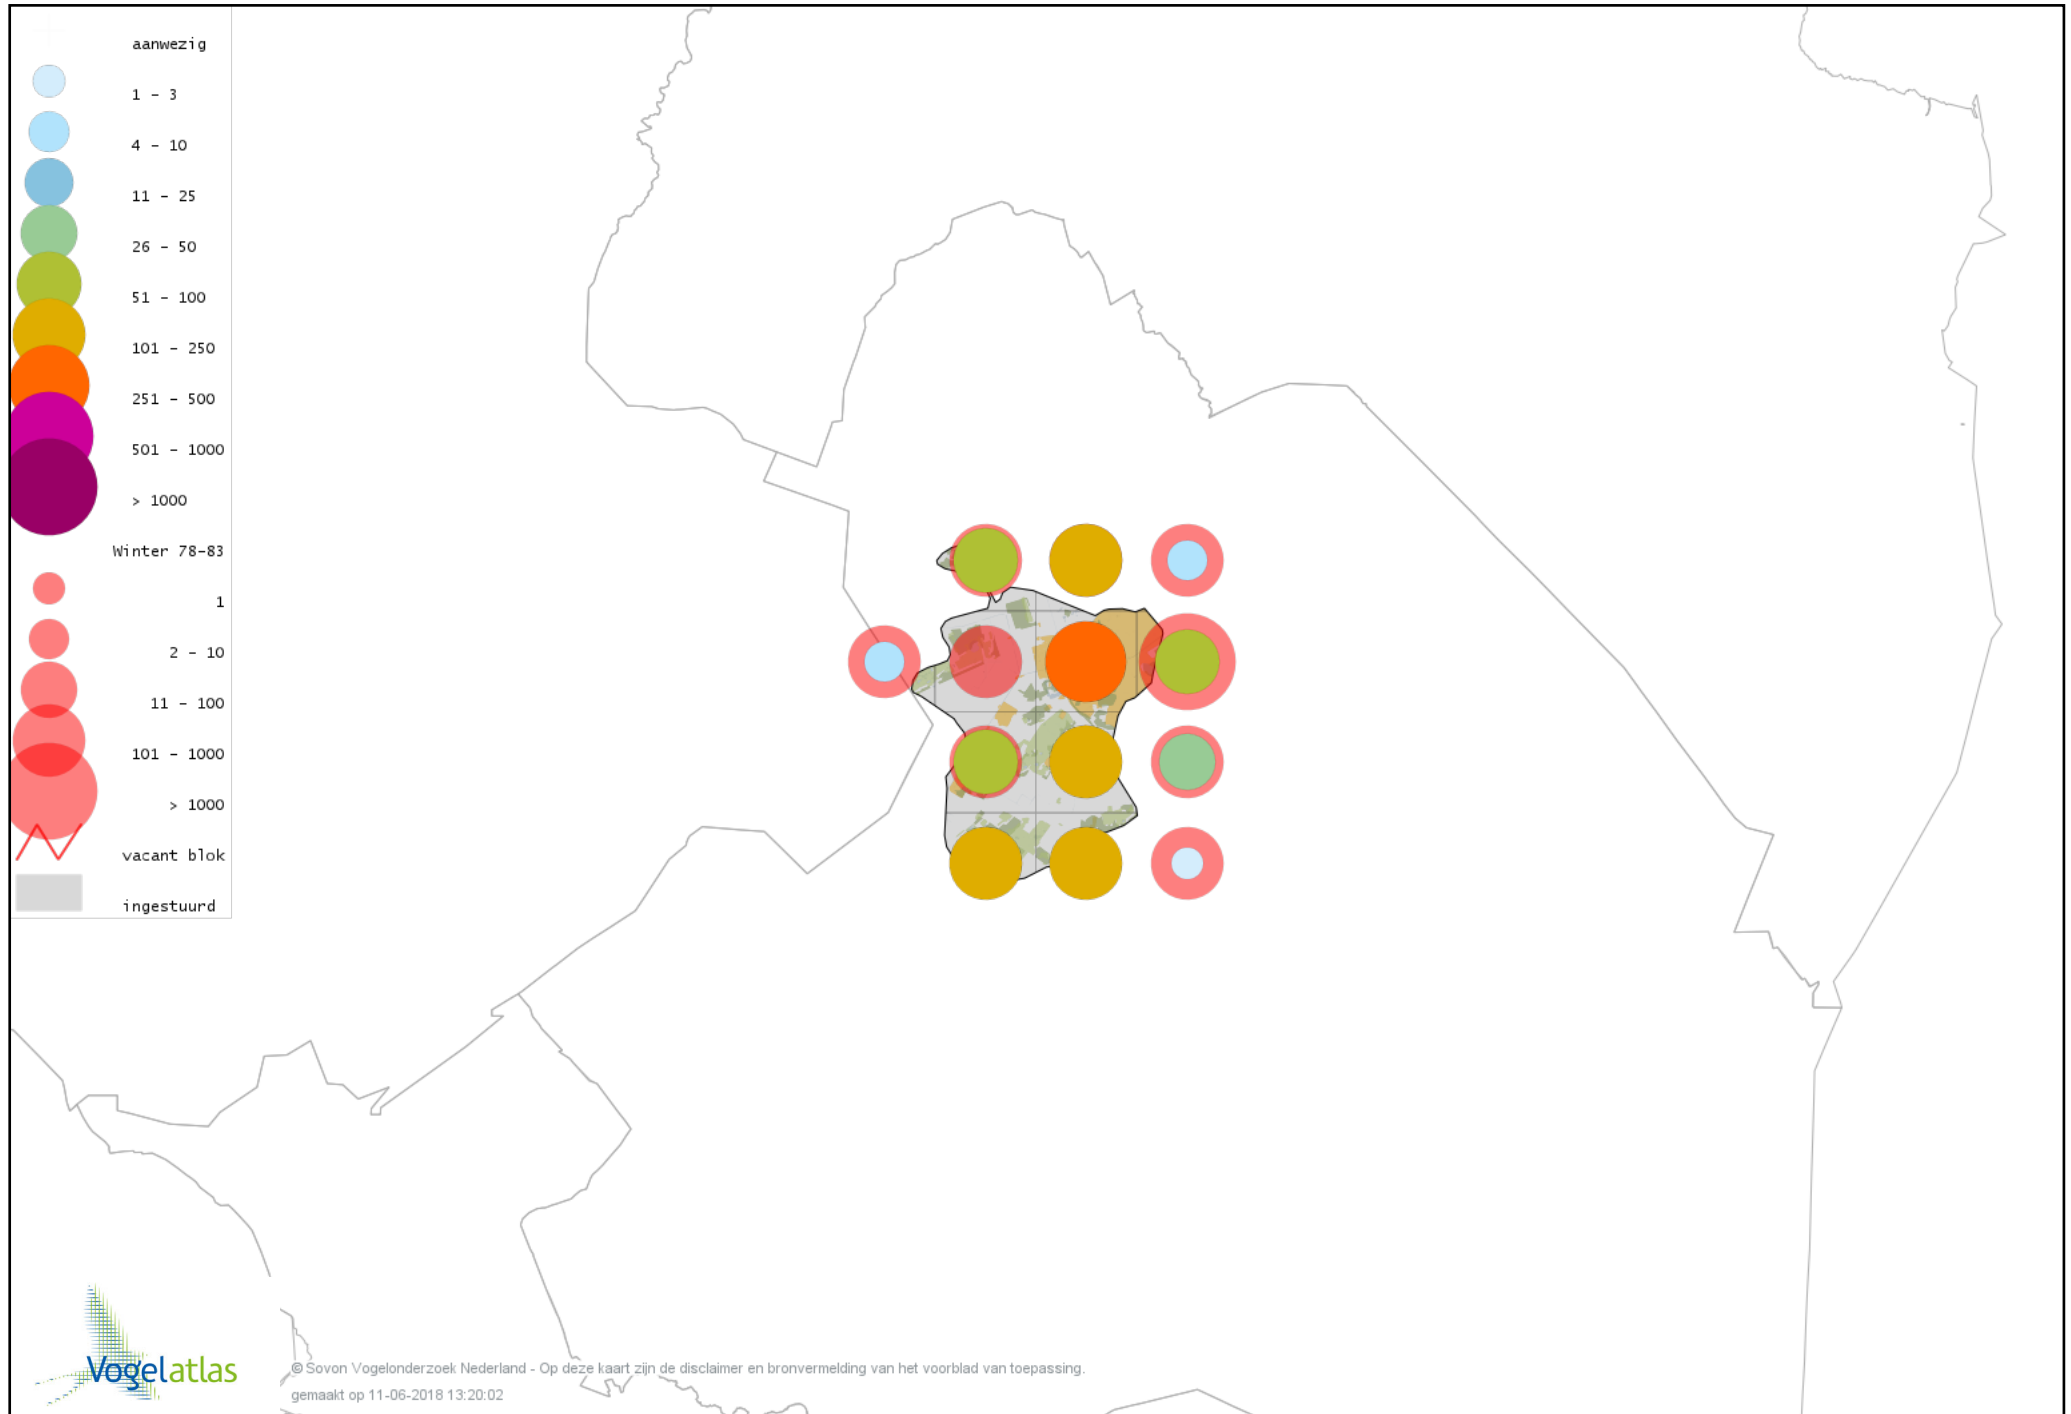 aanwezig
1 – 3
4 – 10
11 – 25
26 – 50
51 – 100
101 – 250
251 – 500
501 – 1000
> 1000
Winter 78–83
1
2 – 10
11 – 100
101 – 1000
> 1000
vacant blok
ingestuurd
Vogelatlas
© Sovon Vogelonderzoek Nederland - Op deze kaart zijn de disclaimer en bronvermelding van het voorblad van toepassing.
gemaakt op 11-06-2018 13:20:02